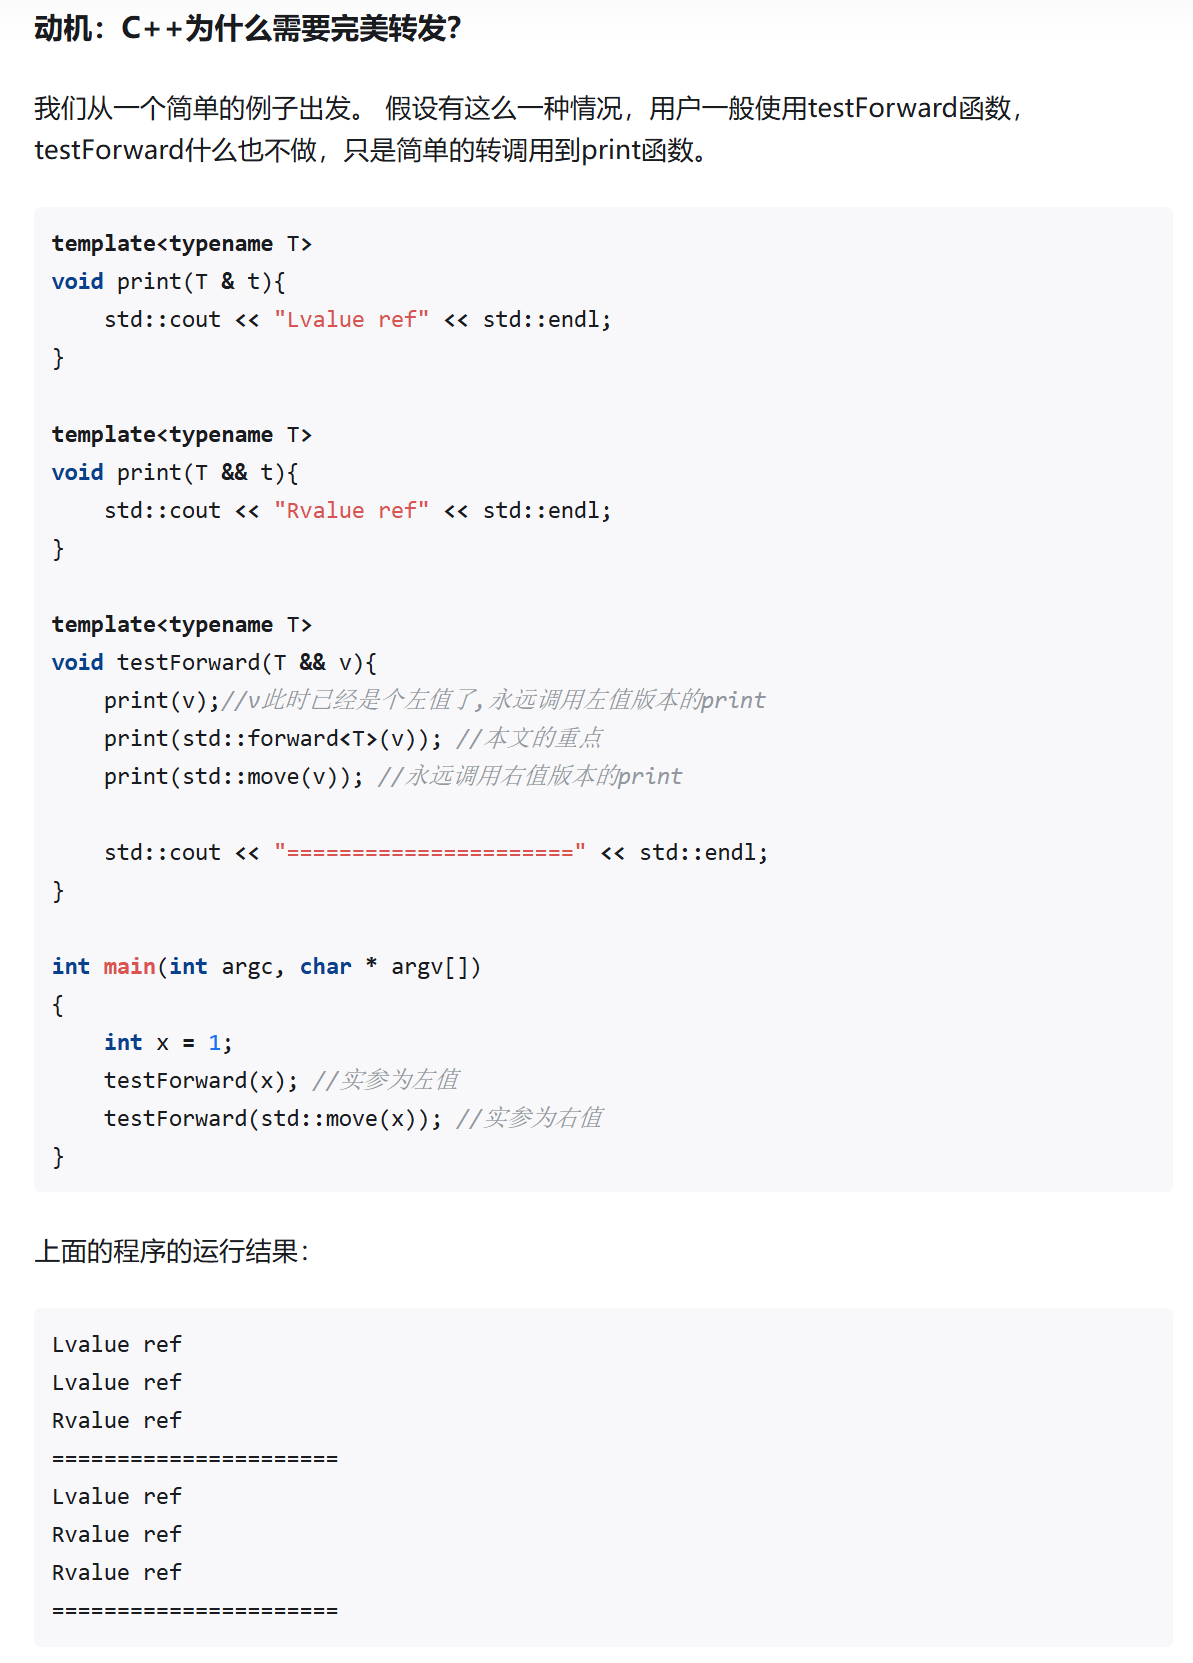 动机：C++为什么需要完美转发？
我们从一个简单的例子出发。 假设有这么一种情况，用户一般使用testForward函数，
testForward什么也不做，只是简单的转调用到print函数。
template<typename T>
void print(T & t){
    std::cout << "Lvalue ref" << std::endl;
}

template<typename T>
void print(T && t){
    std::cout << "Rvalue ref" << std::endl;
}

template<typename T>
void testForward(T && v){
    print(v);//v此时已经是个左值了,永远调用左值版本的print
    print(std::forward<T>(v)); //本文的重点
    print(std::move(v)); //永远调用右值版本的print

    std::cout << "======================" << std::endl;
}

int main(int argc, char * argv[])
{
    int x = 1;
    testForward(x); //实参为左值
    testForward(std::move(x)); //实参为右值
}
上面的程序的运行结果：
Lvalue ref
Lvalue ref
Rvalue ref
======================
Lvalue ref
Rvalue ref
Rvalue ref
======================